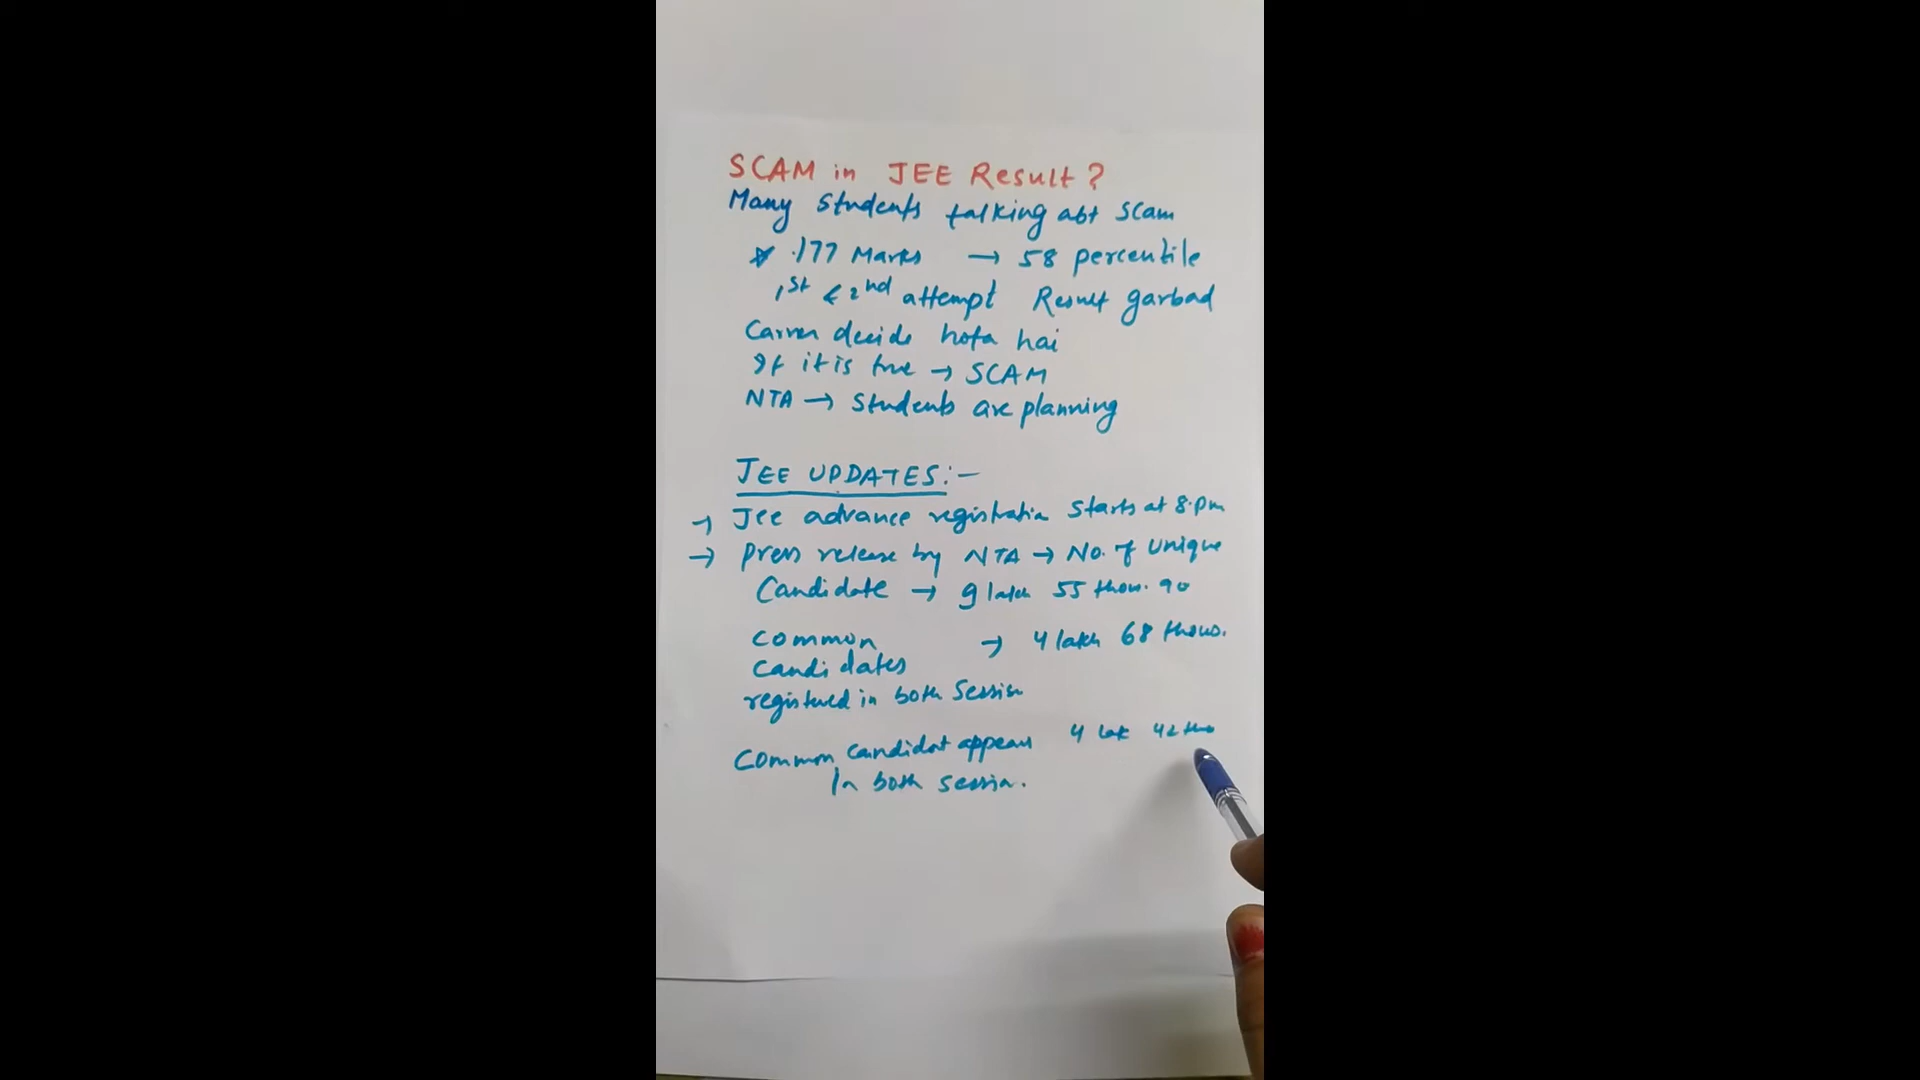 SCAM in JEE Result?
Many Students talking abt scam
177 Marks → 58 percentile
1st & 2nd attempt Result garbad
decide hota hai
If it is true → SCAM
NTA → Students are planning
JEE UPDATES:-
→ Jee advance registration Starts at 8.pm
→ Press release by NTA → No. of unique
Candidate → 9 lakh 55 thou. 90
Common → 4 lakh 68 thous.
Candidates
registered in both Session
Common candidat appears 4 lak 42 tho
In both session.